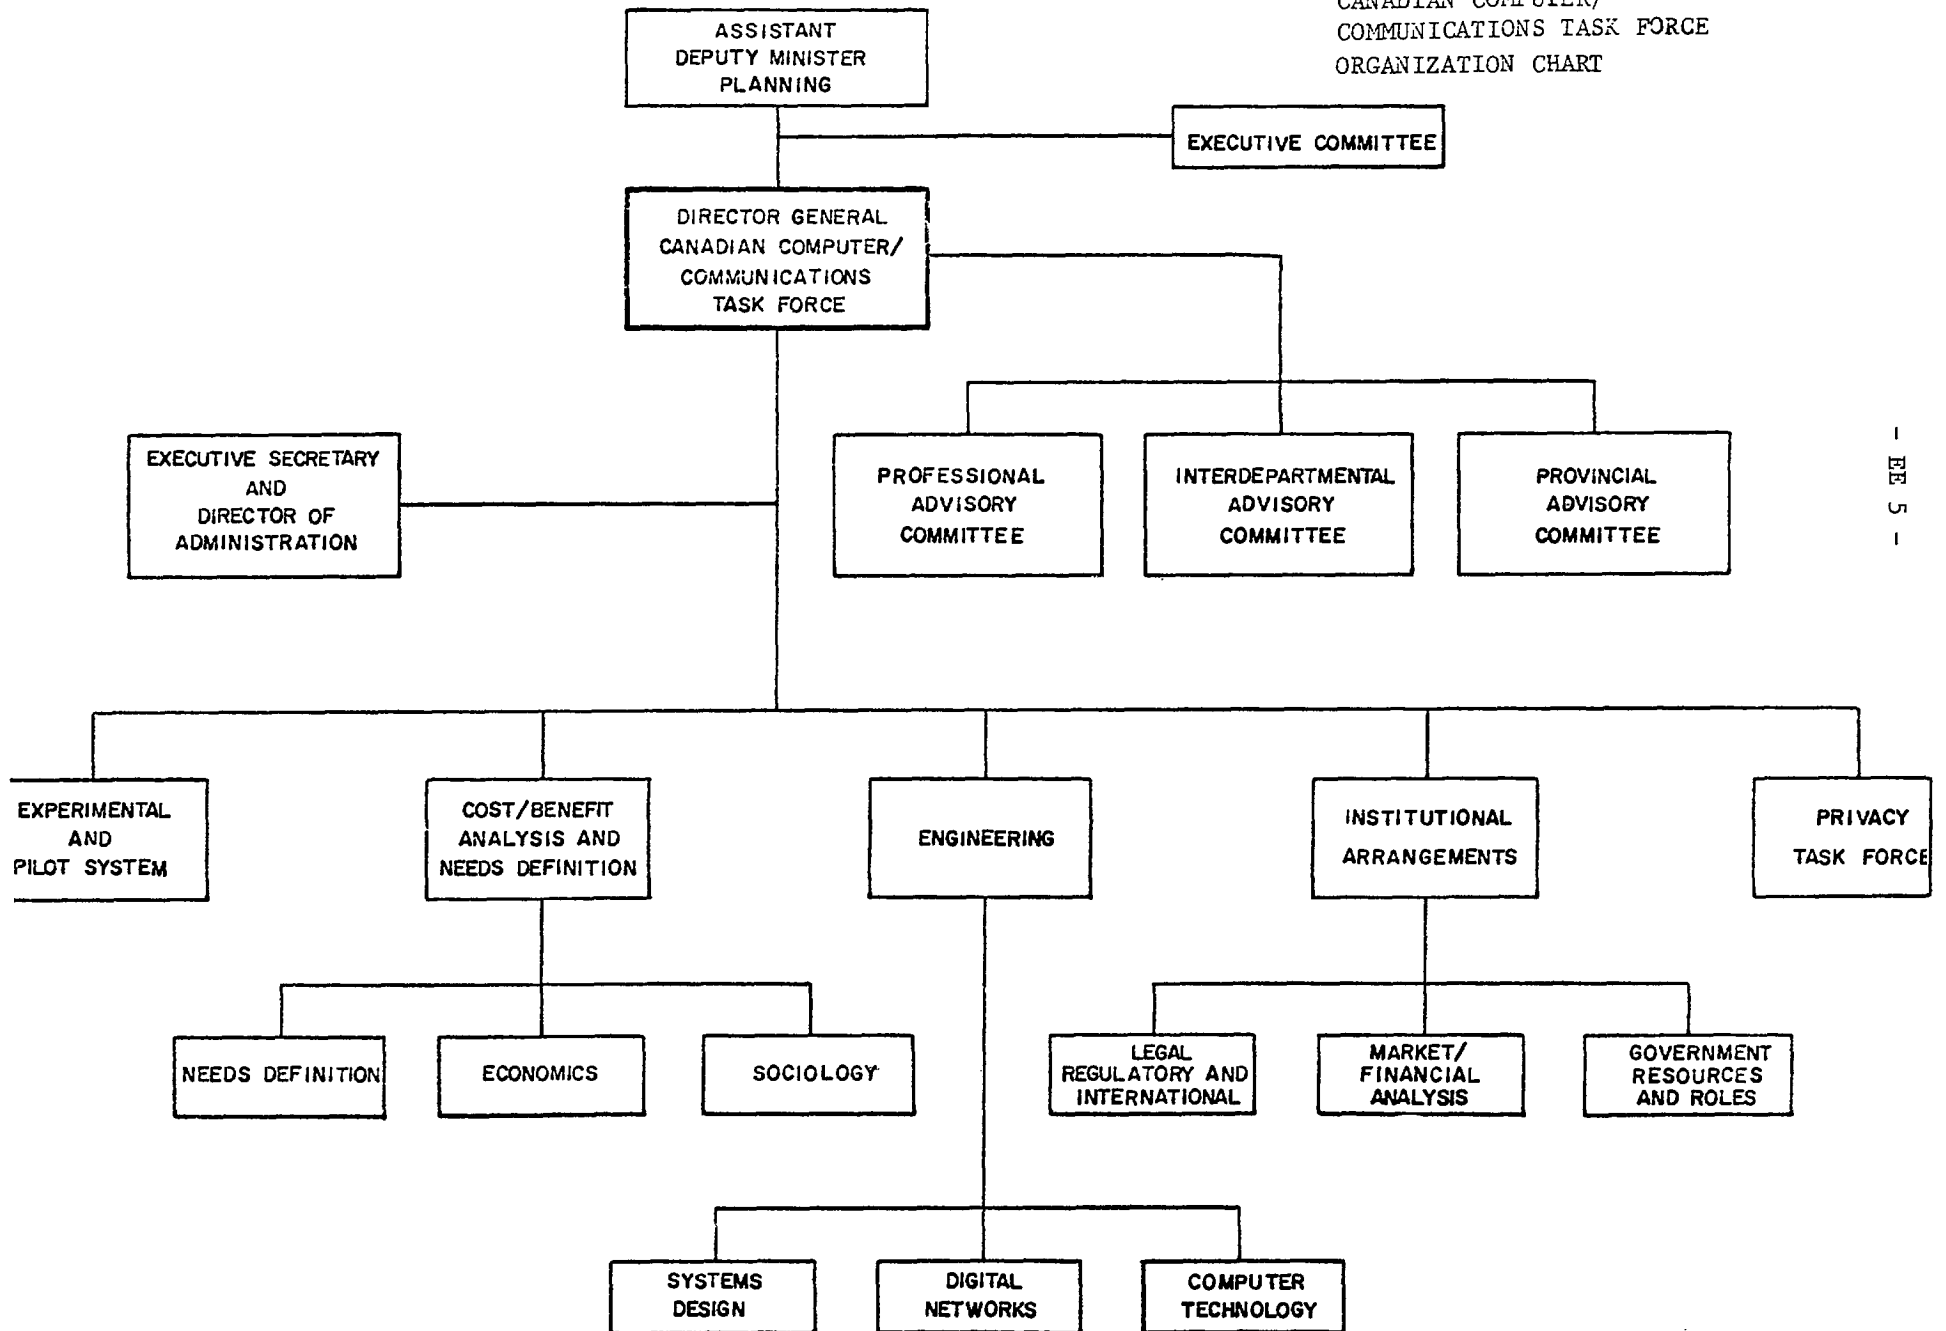 CANADIAN COMPUTER/
COMMUNICATIONS TASK FORCE
ORGANIZATION CHART
ASSISTANT
DEPUTY MINISTER
PLANNING
EXECUTIVE COMMITTEE
DIRECTOR GENERAL
CANADIAN COMPUTER/
COMMUNICATIONS
TASK FORCE
EXECUTIVE SECRETARY
AND
DIRECTOR OF
ADMINISTRATION
PROFESSIONAL
ADVISORY
COMMITTEE
INTERDEPARTMENTAL
ADVISORY
COMMITTEE
PROVINCIAL
ADVISORY
COMMITTEE
- EE 5 -
EXPERIMENTAL
AND
PILOT SYSTEM
COST/BENEFIT
ANALYSIS AND
NEEDS DEFINITION
ENGINEERING
INSTITUTIONAL
ARRANGEMENTS
PRIVACY
TASK FORCE
NEEDS DEFINITION
ECONOMICS
SOCIOLOGY
LEGAL
REGULATORY AND
INTERNATIONAL
MARKET/
FINANCIAL
ANALYSIS
GOVERNMENT
RESOURCES
AND ROLES
SYSTEMS
DESIGN
DIGITAL
NETWORKS
COMPUTER
TECHNOLOGY